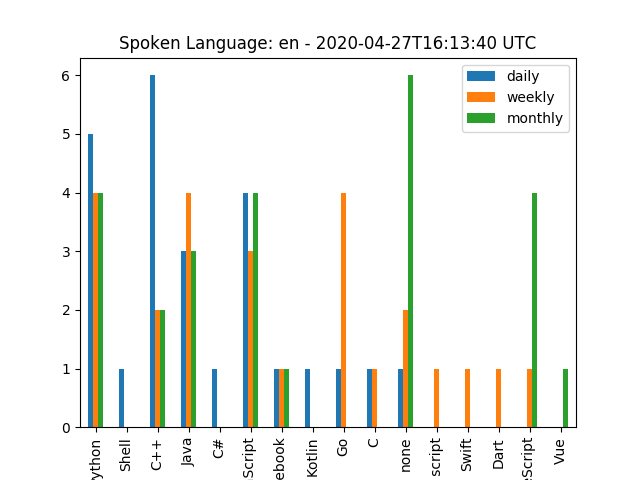 Spoken Language: en - 2020-04-27T16:13:40 UTC
daily
weekly
monthly
6
5
4
3
2
1
0
ython
Shell
C++
Java
C#
Script
ebook
Kotlin
Go
C
none
script
Swift
Dart
eScript
Vue